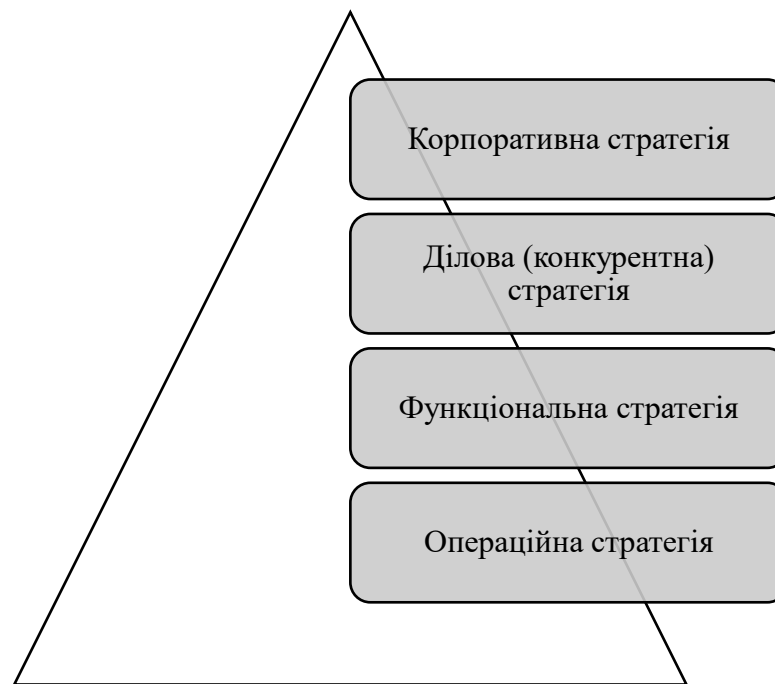 Корпоративна стратегія
Ділова (конкурентна)
стратегія
Функціональна стратегія
Операційна стратегія